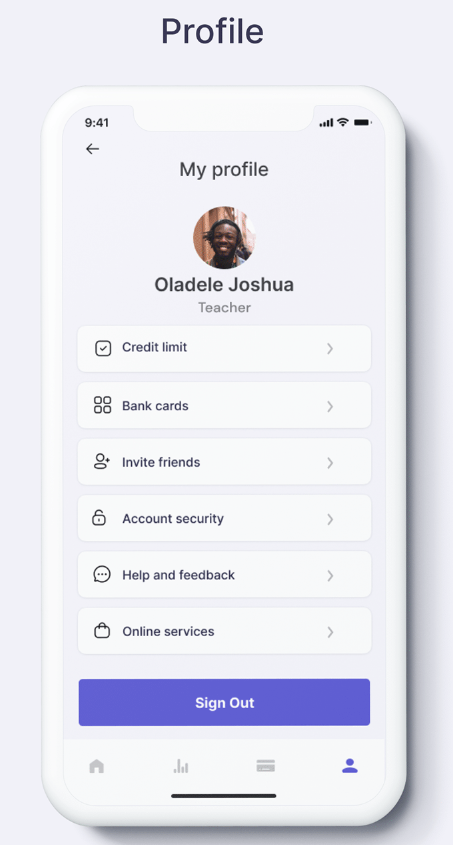 Profile
9:41
My profile
Oladele Joshua
Teacher
Credit limit
Bank cards
Invite friends
Account security
Help and feedback
Online services
Sign Out